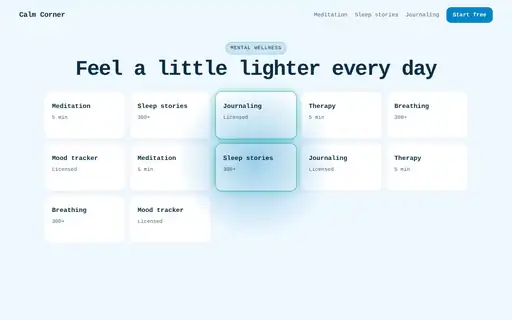 Calm Corner
Meditation Sleep stories Journaling Start free
MENTAL WELLNESS
Feel a little lighter every day
Meditation
5 min
Sleep stories
300+
Journaling
Licensed
Therapy
5 min
Breathing
300+
Mood tracker
Licensed
Meditation
5 min
Sleep stories
300+
Journaling
Licensed
Therapy
5 min
Breathing
300+
Mood tracker
Licensed